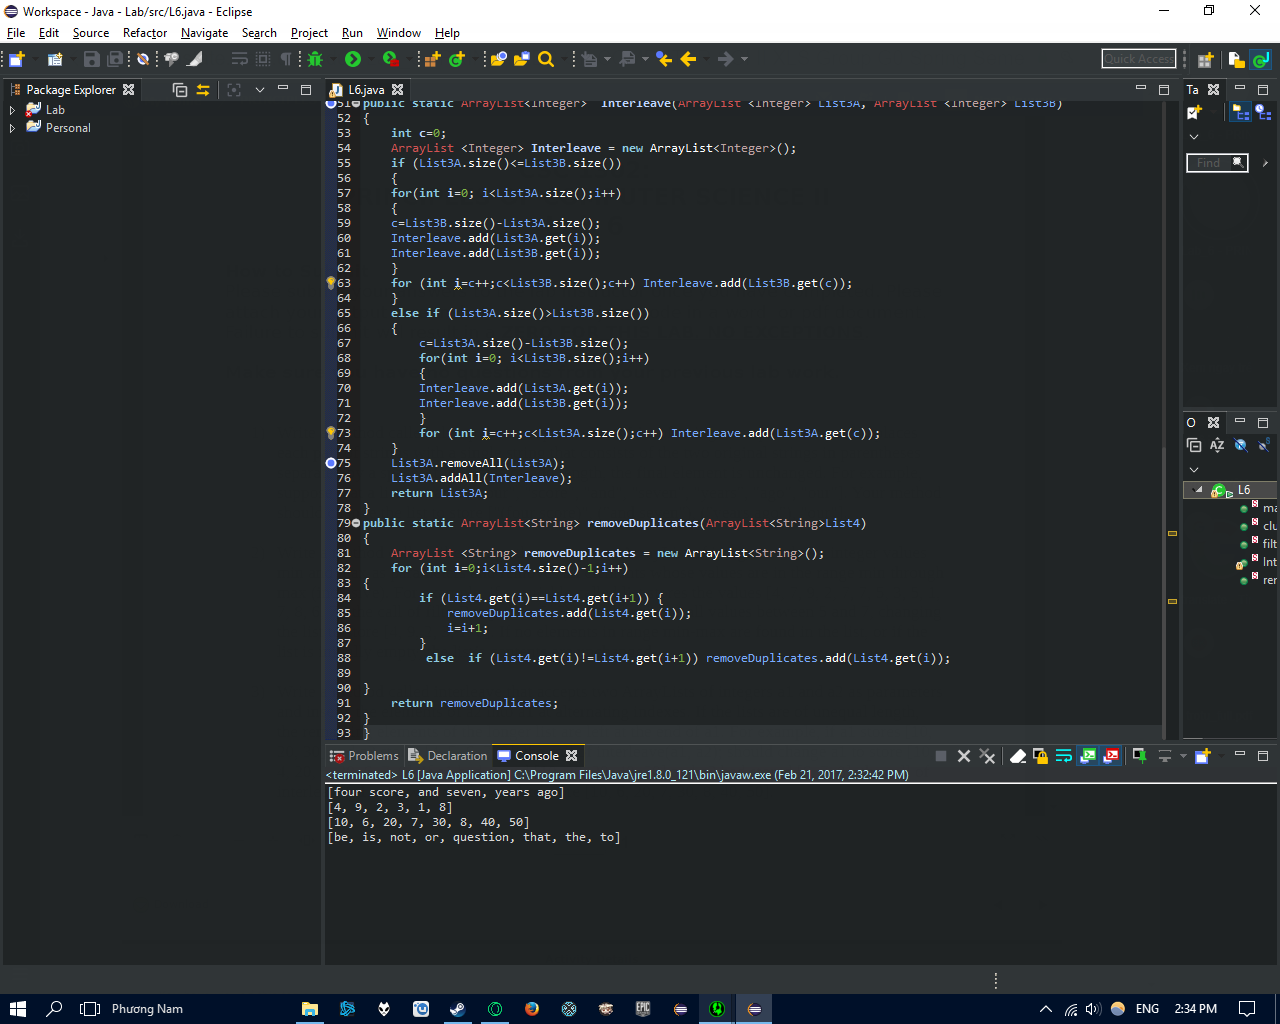 Workspace - Java - Lab/src/L6.java - Eclipse
File Edit Source Refactor Navigate Search Project Run Window Help
Quick Access
Package Explorer
L6.java
Ta
Lab
Personal
Find
51 public static ArrayList<Integer> Interleave(ArrayList <Integer> List3A, ArrayList <Integer> List3B)
52 {
53 int c=0;
54 ArrayList <Integer> Interleave = new ArrayList<Integer>();
55 if (List3A.size()<=List3B.size())
56 {
57 for(int i=0; i<List3A.size();i++)
58 {
59 c=List3B.size()-List3A.size();
60 Interleave.add(List3A.get(i));
61 Interleave.add(List3B.get(i));
62 }
63 for (int i=c++;c<List3B.size();c++) Interleave.add(List3B.get(c));
64 }
65 else if (List3A.size()>List3B.size())
66 {
67 c=List3A.size()-List3B.size();
68 for(int i=0; i<List3B.size();i++)
69 {
70 Interleave.add(List3A.get(i));
71 Interleave.add(List3B.get(i));
72 }
73 for (int i=c++;c<List3A.size();c++) Interleave.add(List3A.get(c));
74 }
75 List3A.removeAll(List3A);
76 List3A.addAll(Interleave);
77 return List3A;
78 }
79 public static ArrayList<String> removeDuplicates(ArrayList<String>List4)
80 {
81 ArrayList <String> removeDuplicates = new ArrayList<String>();
82 for (int i=0;i<List4.size()-1;i++)
83 {
84 if (List4.get(i)==List4.get(i+1)) {
85 removeDuplicates.add(List4.get(i));
86 i=i+1;
87 }
88 else if (List4.get(i)!=List4.get(i+1)) removeDuplicates.add(List4.get(i));
89
90 }
91 return removeDuplicates;
92 }
93 }
O
L6
ma
clu
filt
Int
rer
Problems Declaration Console
<terminated> L6 [Java Application] C:\Program Files\Java\jre1.8.0_121\bin\javaw.exe (Feb 21, 2017, 2:32:42 PM)
[four score, and seven, years ago]
[4, 9, 2, 3, 1, 8]
[10, 6, 20, 7, 30, 8, 40, 50]
[be, is, not, or, question, that, the, to]
Phương Nam
EPIC
GAMES
ENG
2:34 PM